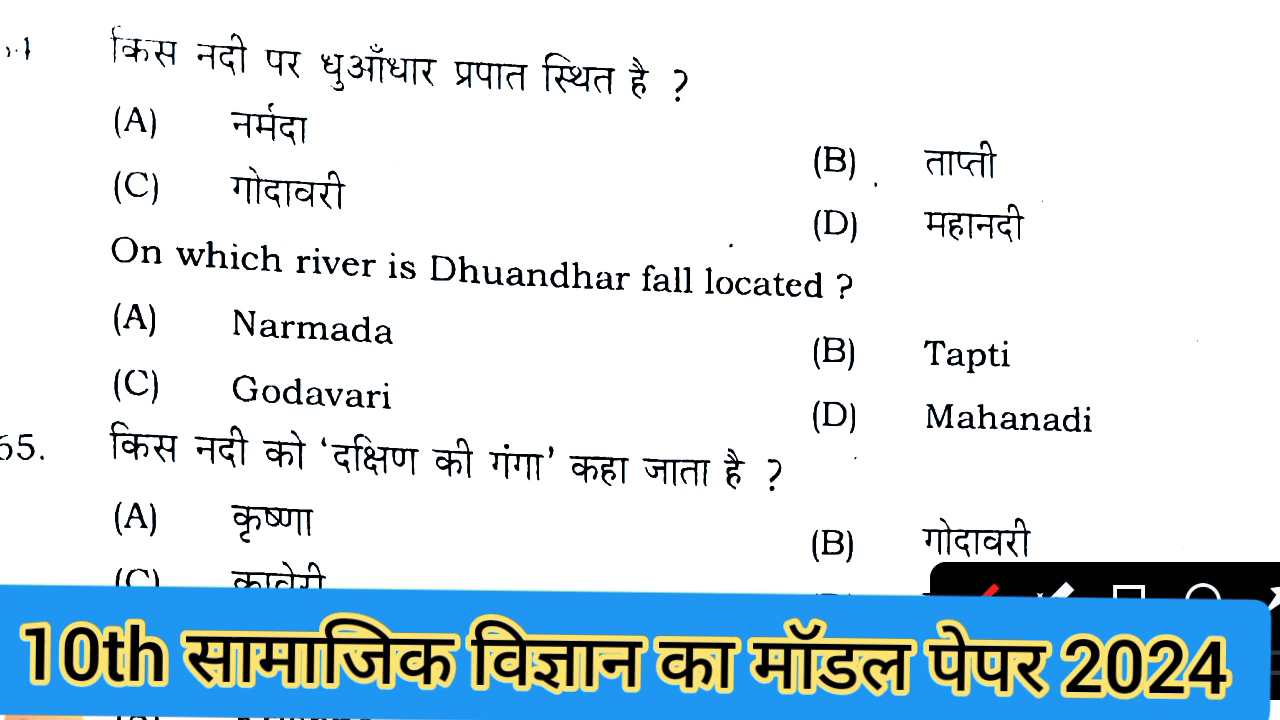 किस नदी पर धुआँधार प्रपात स्थित है ?
(A) नर्मदा (B) ताप्ती
(C) गोदावरी (D) महानदी
On which river is Dhuandhar fall located ?
(A) Narmada (B) Tapti
(C) Godavari (D) Mahanadi
65. किस नदी को ‘दक्षिण की गंगा’ कहा जाता है ?
(A) कृष्णा (B) गोदावरी
(C) कावेरी
10th सामाजिक विज्ञान का मॉडल पेपर 2024